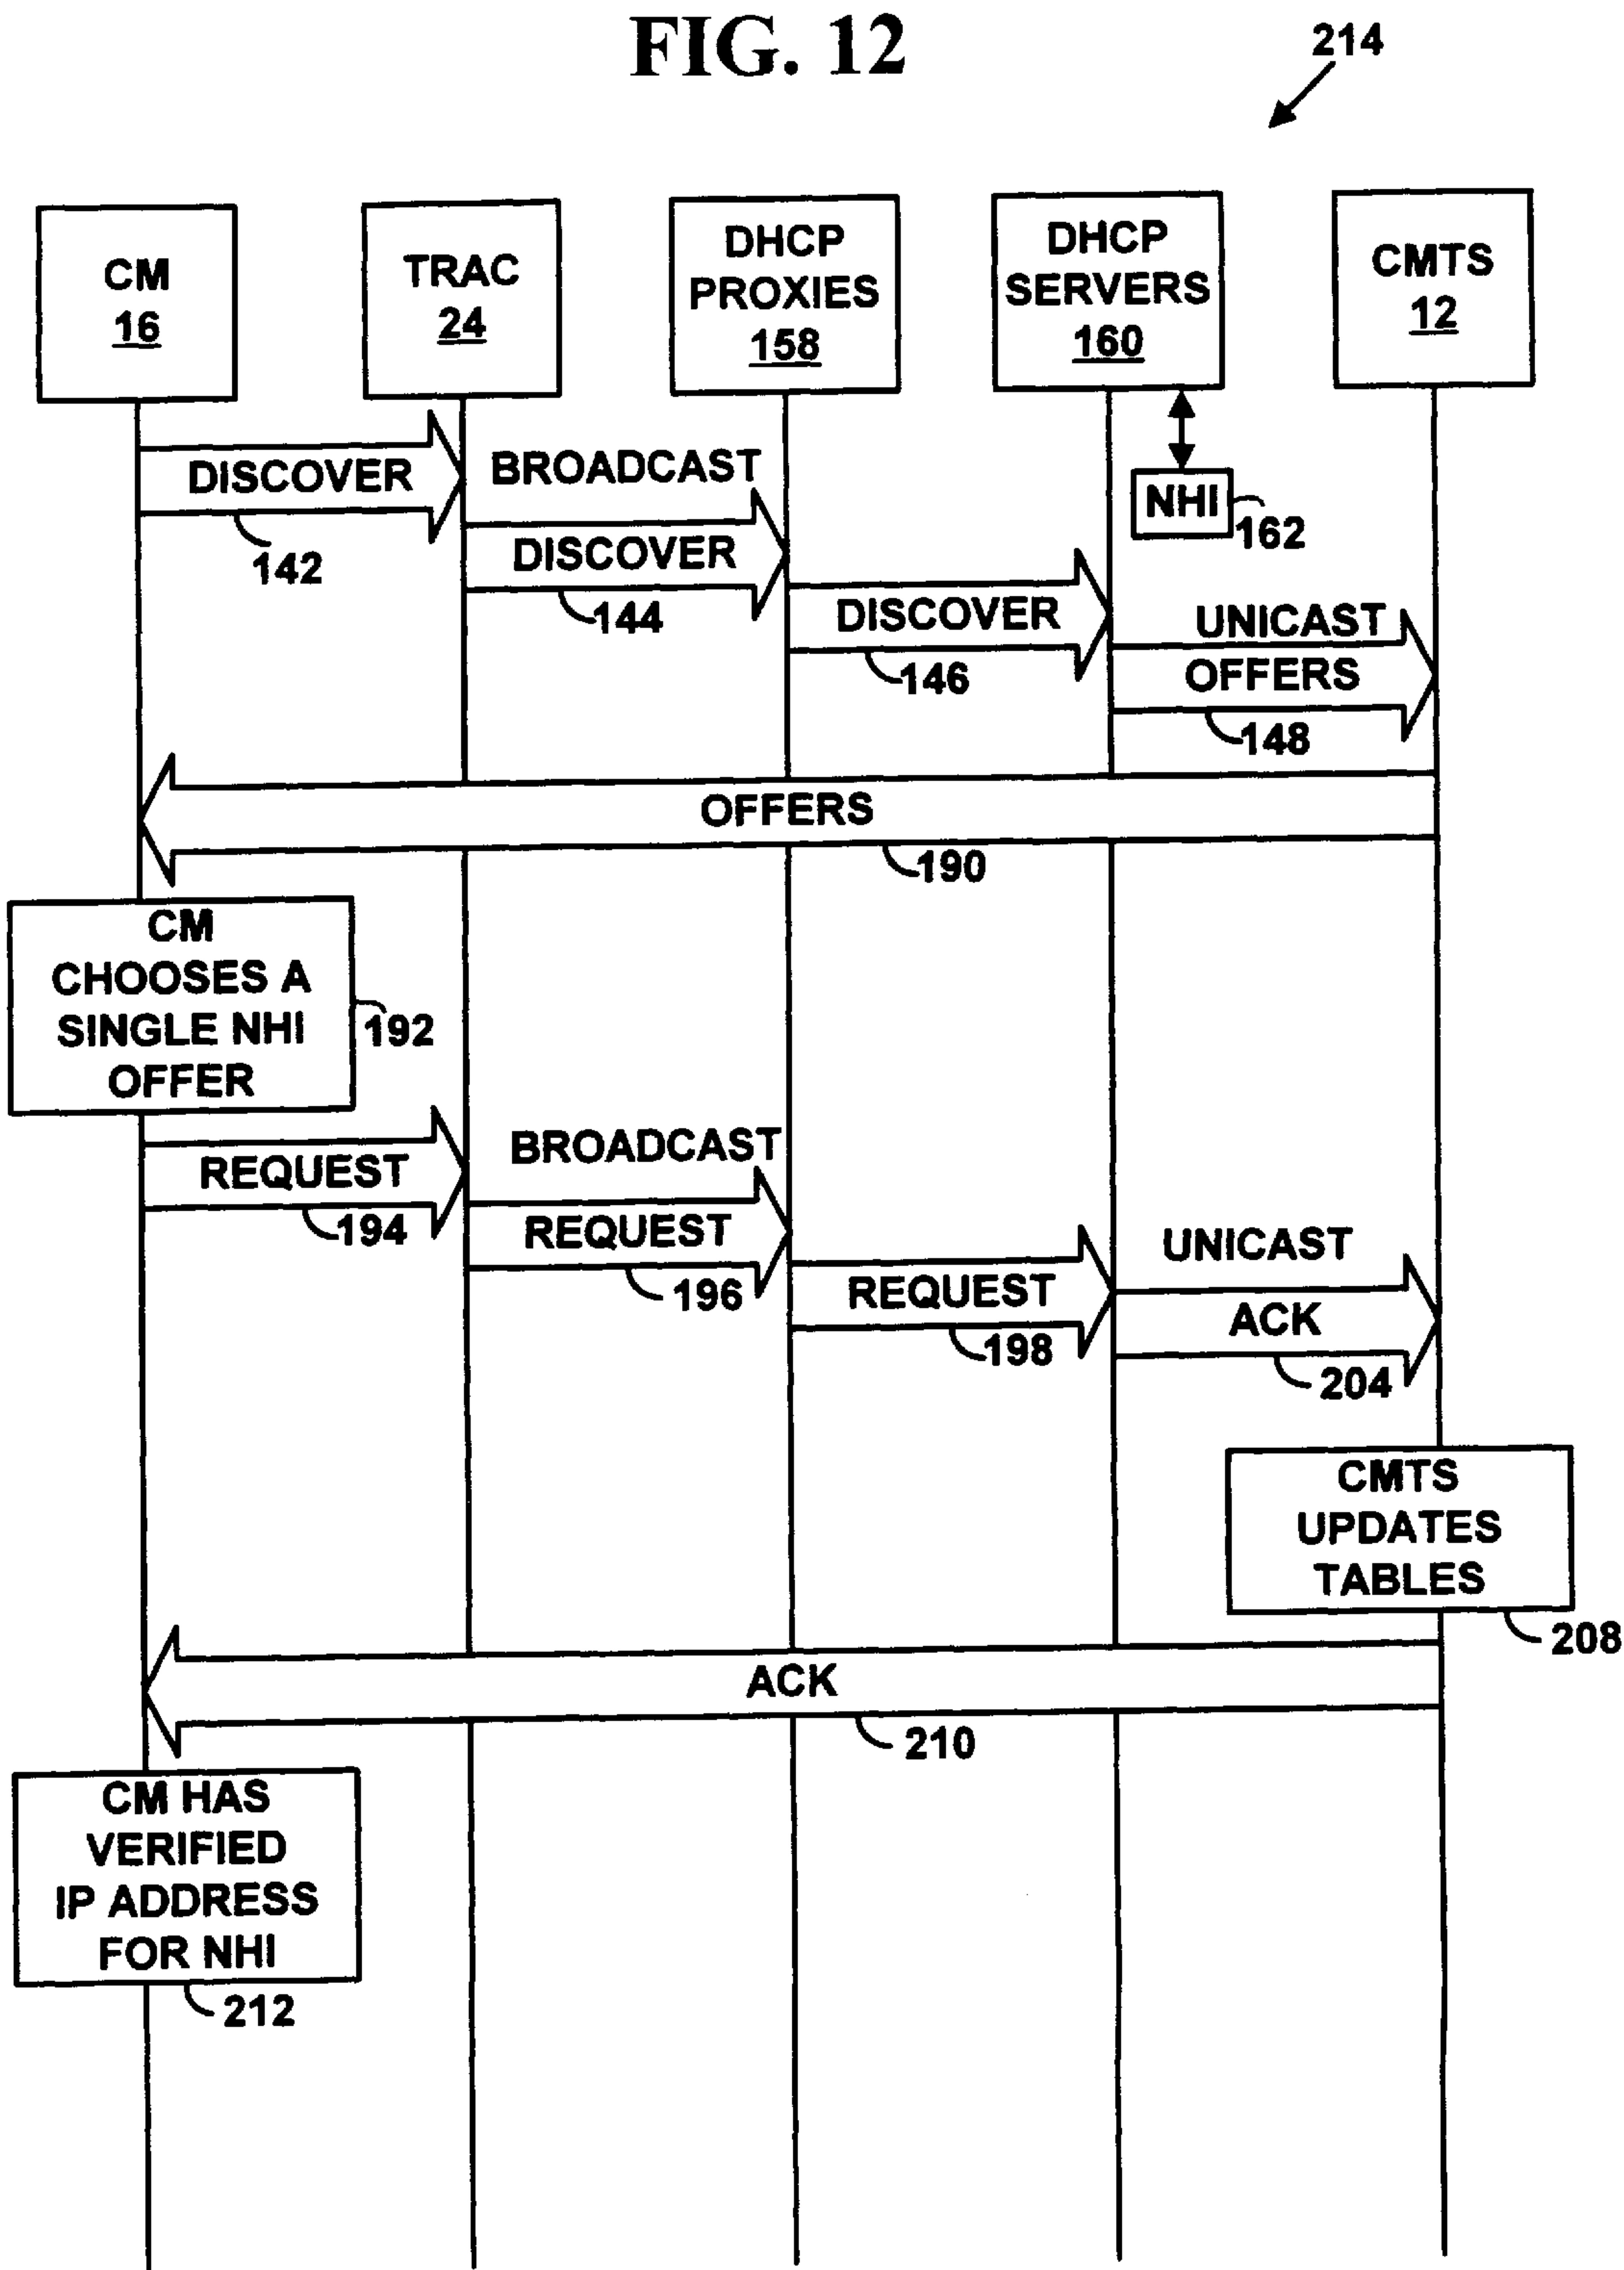 FIG. 12
214
CM
16
TRAC
24
DHCP
PROXIES
158
DHCP
SERVERS
160
CMTS
12
DISCOVER
142
BROADCAST
DISCOVER
144
NHI
162
DISCOVER
146
UNICAST
OFFERS
148
OFFERS
190
CM
CHOOSES A
SINGLE NHI
OFFER
192
REQUEST
194
BROADCAST
REQUEST
196
REQUEST
198
UNICAST
ACK
204
CMTS
UPDATES
TABLES
208
ACK
210
CM HAS
VERIFIED
IP ADDRESS
FOR NHI
212